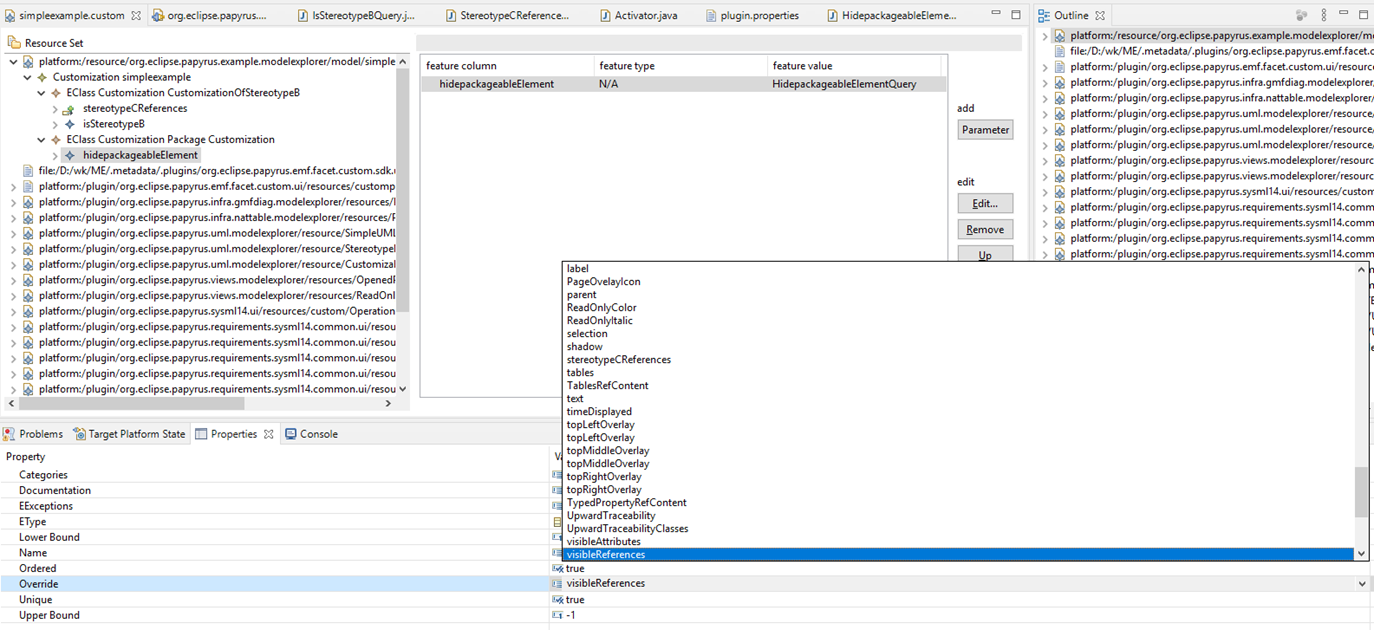 simpleexample.custom
org.eclipse.papyrus....
IsStereotypeBQuery.j...
StereotypeCReference...
Activator.java
plugin.properties
HidepackageableEleme...
Outline
Resource Set
platform:/resource/org.eclipse.papyrus.example.modelexplorer/model/simple
Customization simpleexample
EClass Customization CustomizationOfStereotypeB
stereotypeCReferences
isStereotypeB
EClass Customization Package Customization
hidepackageableElement
file:/D:/wk/ME/.metadata/.plugins/org.eclipse.papyrus.emf.facet.custom.sdk.
platform:/plugin/org.eclipse.papyrus.emf.facet.custom.ui/resources/customp
platform:/plugin/org.eclipse.papyrus.infra.gmfdiag.modelexplorer/resources/
platform:/plugin/org.eclipse.papyrus.infra.nattable.modelexplorer/resources/
platform:/plugin/org.eclipse.papyrus.uml.modelexplorer/resource/SimpleUML
platform:/plugin/org.eclipse.papyrus.uml.modelexplorer/resource/Stereotype
platform:/plugin/org.eclipse.papyrus.uml.modelexplorer/resource/Customizal
platform:/plugin/org.eclipse.papyrus.views.modelexplorer/resources/OpenedI
platform:/plugin/org.eclipse.papyrus.views.modelexplorer/resources/ReadOnl
platform:/plugin/org.eclipse.papyrus.sysml14.ui/resources/custom/Operation
platform:/plugin/org.eclipse.papyrus.requirements.sysml14.common.ui/resou
platform:/plugin/org.eclipse.papyrus.requirements.sysml14.common.ui/resou
platform:/plugin/org.eclipse.papyrus.requirements.sysml14.common.ui/resou
platform:/plugin/org.eclipse.papyrus.requirements.sysml14.common.ui/resou
platform:/plugin/org.eclipse.papyrus.requirements.sysml14.common.ui/resou
feature column feature type feature value
hidepackageableElement N/A HidepackageableElementQuery
add
Parameter
edit
Edit...
Remove
Up
platform:/resource/org.eclipse.papyrus.example.modelexplorer/m
file:/D:/wk/ME/.metadata/.plugins/org.eclipse.papyrus.emf.facet.
platform:/plugin/org.eclipse.papyrus.emf.facet.custom.ui/resource
platform:/plugin/org.eclipse.papyrus.infra.gmfdiag.modelexplorer
platform:/plugin/org.eclipse.papyrus.infra.nattable.modelexplorer/
platform:/plugin/org.eclipse.papyrus.uml.modelexplorer/resource/
platform:/plugin/org.eclipse.papyrus.uml.modelexplorer/resource/
platform:/plugin/org.eclipse.papyrus.uml.modelexplorer/resource/
platform:/plugin/org.eclipse.papyrus.views.modelexplorer/resource
platform:/plugin/org.eclipse.papyrus.views.modelexplorer/resource
platform:/plugin/org.eclipse.papyrus.sysml14.ui/resources/custom
platform:/plugin/org.eclipse.papyrus.requirements.sysml14.comm
platform:/plugin/org.eclipse.papyrus.requirements.sysml14.comm
platform:/plugin/org.eclipse.papyrus.requirements.sysml14.comm
platform:/plugin/org.eclipse.papyrus.requirements.sysml14.comm
label
PageOvelayIcon
parent
ReadOnlyColor
ReadOnlyItalic
selection
shadow
stereotypeCReferences
tables
TablesRefContent
text
timeDisplayed
topLeftOverlay
topLeftOverlay
topMiddleOverlay
topMiddleOverlay
topRightOverlay
topRightOverlay
TypedPropertyRefContent
UpwardTraceability
UpwardTraceabilityClasses
visibleAttributes
visibleReferences
Problems
Target Platform State
Properties
Console
Property
Categories
Documentation
EExceptions
EType
Lower Bound
Name
Ordered true
Override visibleReferences
Unique true
Upper Bound -1